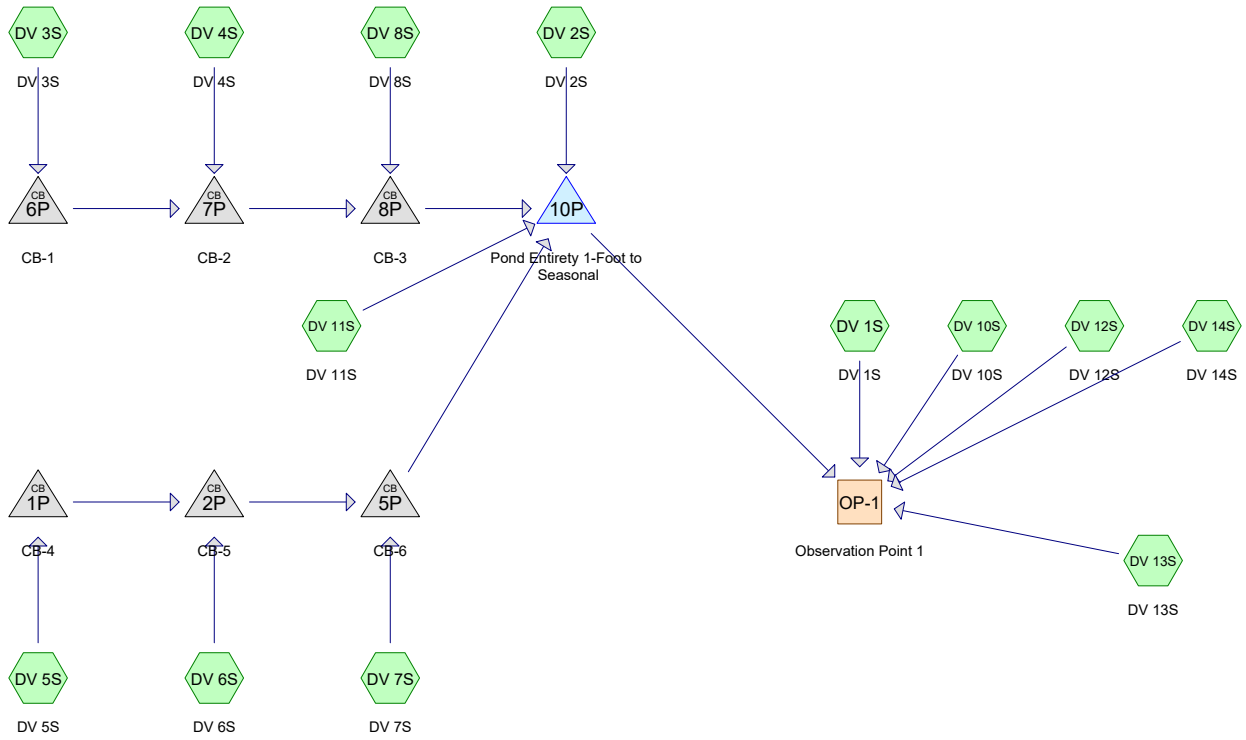 DV 3S
DV 4S
DV 8S
DV 2S
DV 3S
DV 4S
DV 8S
DV 2S
CB
6P
CB
7P
CB
8P
10P
CB-1
CB-2
CB-3
Pond Entirety 1-Foot to
Seasonal
DV 11S
DV 1S
DV 10S
DV 12S
DV 14S
DV 11S
DV 1S
DV 10S
DV 12S
DV 14S
CB
1P
CB
2P
CB
5P
OP-1
CB-4
CB-5
CB-6
Observation Point 1
DV 13S
DV 13S
DV 5S
DV 6S
DV 7S
DV 5S
DV 6S
DV 7S